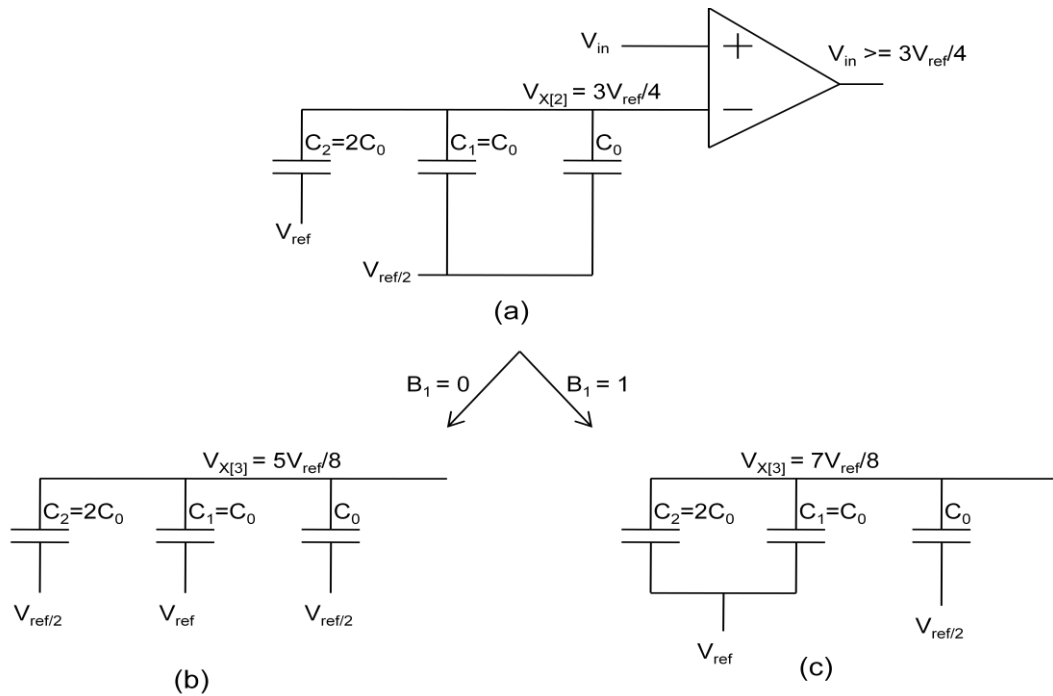 V_in
V_in >= 3V_ref/4
V_X[2] = 3V_ref/4
C_2=2C_0 C_1=C_0 C_0
V_ref
V_ref/2
(a)
B_1 = 0 B_1 = 1
V_X[3] = 5V_ref/8 V_X[3] = 7V_ref/8
C_2=2C_0 C_1=C_0 C_0 C_2=2C_0 C_1=C_0 C_0
V_ref/2 V_ref V_ref/2 V_ref/2
V_ref
(b) (c)